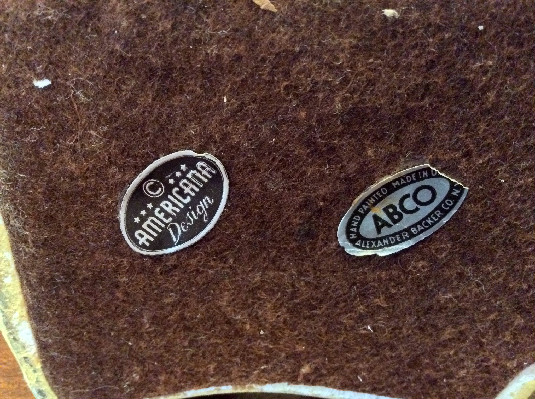 ©
AMERICANA
Design
HAND PAINTED MADE IN
ABCO
ALEXANDER BACKER CO. N.